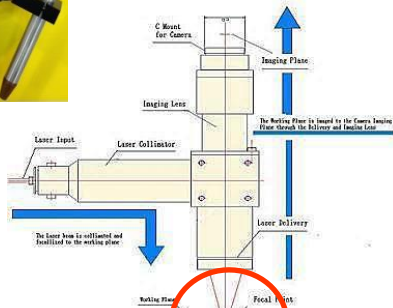 C Mount
for Camera
Imaging Plane
Imaging Lens
The Working Plane is imaged to the Camera Imaging
Plane through the Delivery and Imaging Lens
Laser Input
Laser Collimator
Laser Delivery
The Laser beam is collimated and
focallized to the working plane
Working Plane
Focal Point